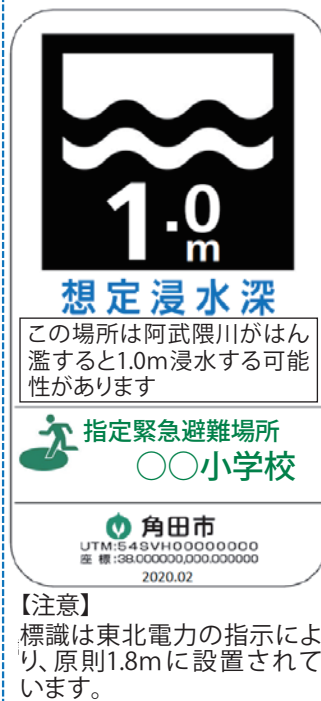 1.0m
想定浸水深
この場所は阿武隈川がはん
濫すると1.0m浸水する可能
性があります
指定緊急避難場所
○○小学校
角田市
UTM:54SVH00000000
座標:38.000000,000.000000
2020.02
【注意】
標識は東北電力の指示によ
り、原則1.8mに設置されて
います。